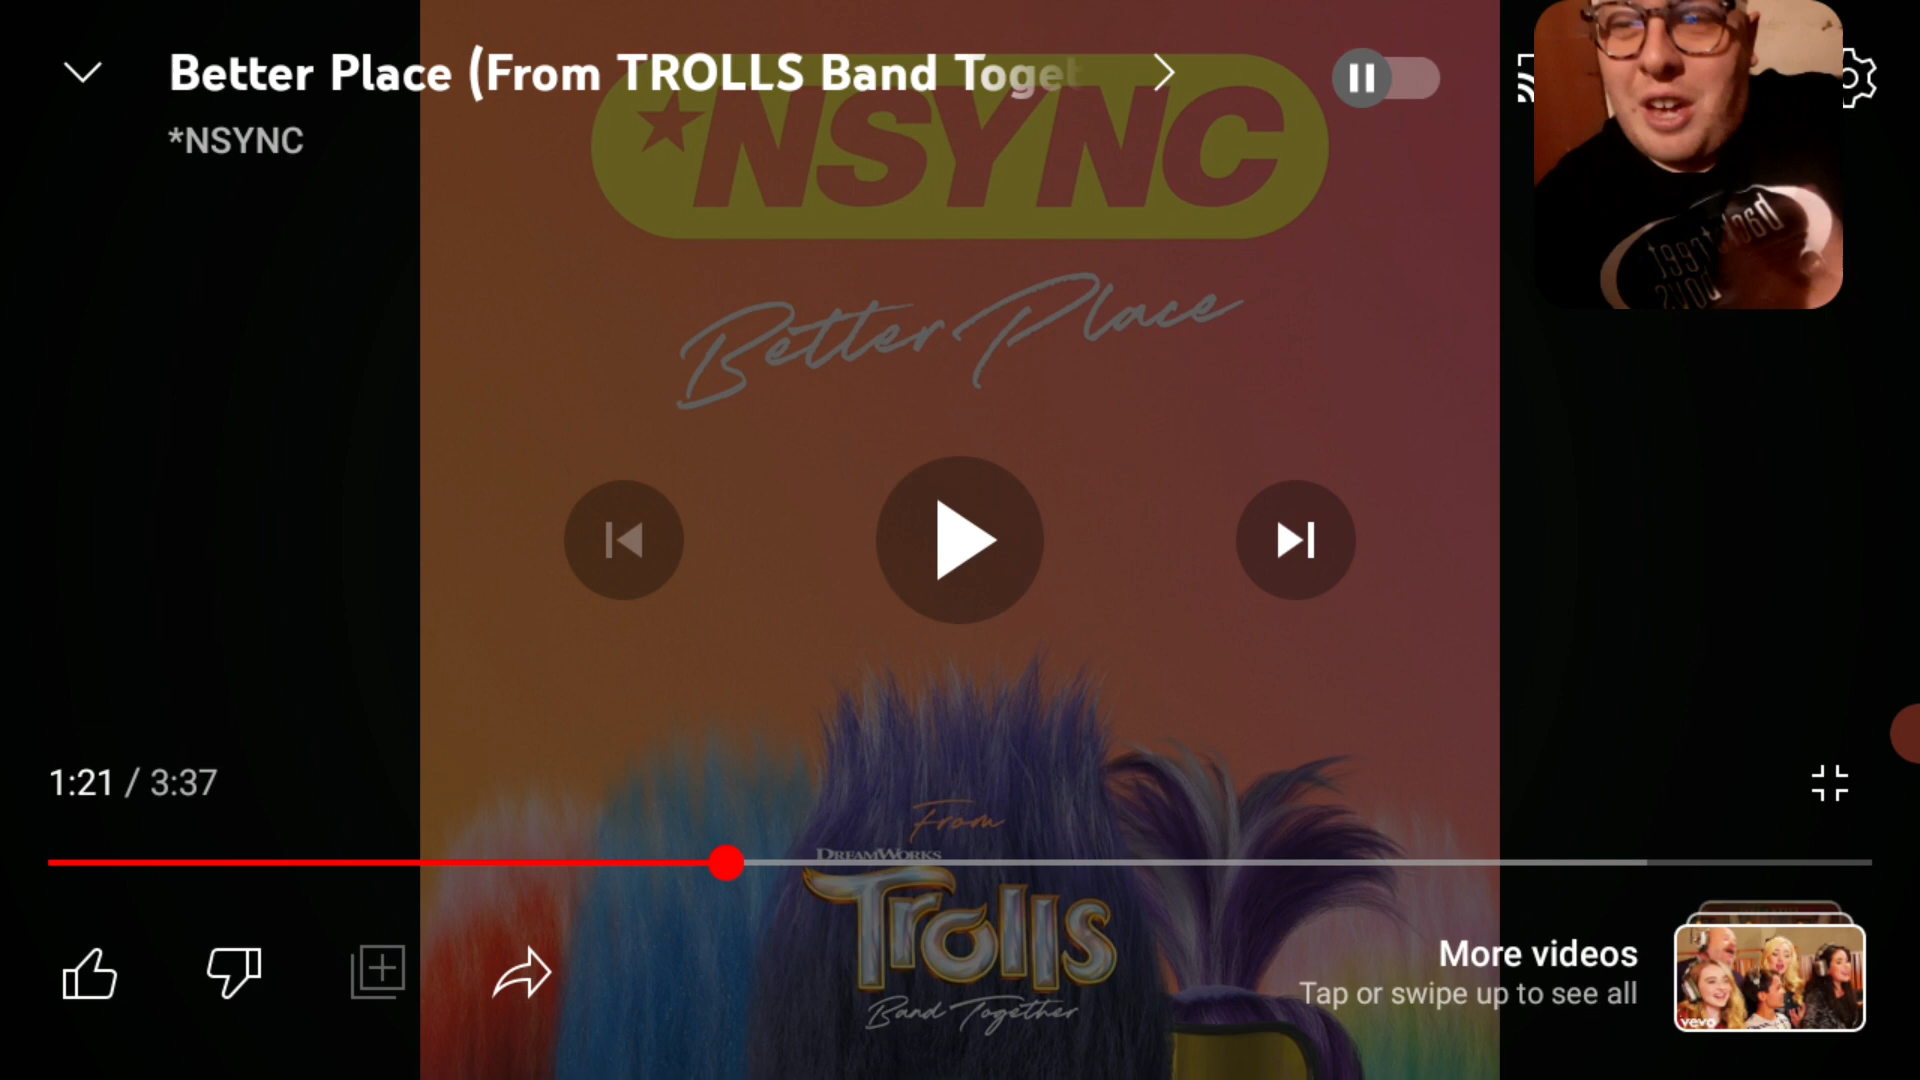 Better Place (From TROLLS Band Toget
*NSYNC
*NSYNC
Better Place
1:21 / 3:37
From
DREAMWORKS
Trolls
Band Together
More videos
Tap or swipe up to see all
vevo